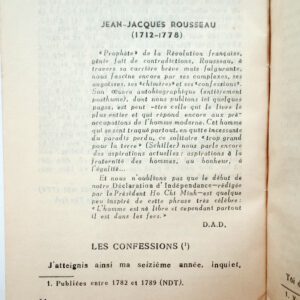 JEAN-JACQUES ROUSSEAU
(1712-1778)
«Prophète» de la Révolution française,
pétrie de contradictions, Rousseau, à
travers sa carrière brève mais fulgurante,
nous fascine encore par ses complexes, ses
angoisses, ses «chimères» et ses «confessions».
Son œuvre autobiographique (entièrement
posthume), dont nous publions ici quelques
pages, est peut-être celle qui le livre le
plus entier et qui répond encore aux pré-
occupations de l'homme moderne. Cet homme
qui se sent traqué partout, en quête incessante
du paradis perdu, ce solitaire "trop grand
pour la terre" (Schiller) nous parle encore
des aspirations actuelles: aspirations à la
fraternité des hommes, au bonheur, à
l'égalité...
Et nous n'oublions pas que le début de
notre Déclaration d'Indépendance—rédigée
par le Président Ho Chi Minh—est quelque
peu inspiré de cette phrase très célèbre:
"L'homme est né libre et cependant partout
il est dans les fers."
D.A.D.
LES CONFESSIONS (¹)
J'atteignis ainsi ma seizième année, inquiet,
1. Publiées entre 1782 et 1789 (NDT).